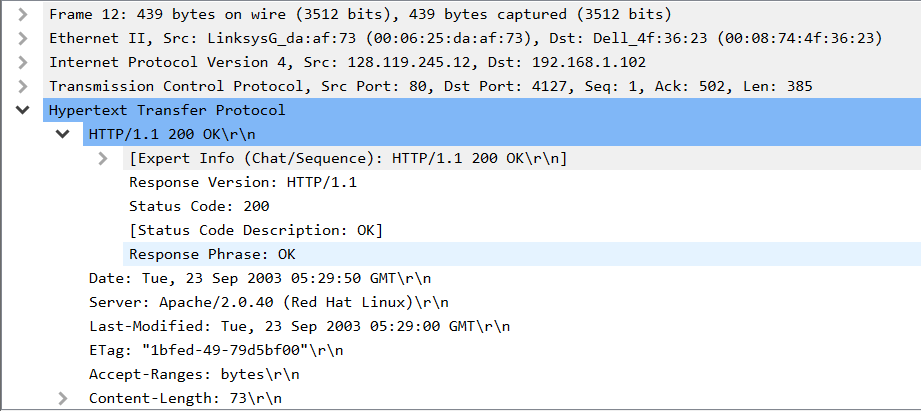 Frame 12: 439 bytes on wire (3512 bits), 439 bytes captured (3512 bits)
Ethernet II, Src: LinksysG_da:af:73 (00:06:25:da:af:73), Dst: Dell_4f:36:23 (00:08:74:4f:36:23)
Internet Protocol Version 4, Src: 128.119.245.12, Dst: 192.168.1.102
Transmission Control Protocol, Src Port: 80, Dst Port: 4127, Seq: 1, Ack: 502, Len: 385
Hypertext Transfer Protocol
HTTP/1.1 200 OK\r\n
[Expert Info (Chat/Sequence): HTTP/1.1 200 OK\r\n]
Response Version: HTTP/1.1
Status Code: 200
[Status Code Description: OK]
Response Phrase: OK
Date: Tue, 23 Sep 2003 05:29:50 GMT\r\n
Server: Apache/2.0.40 (Red Hat Linux)\r\n
Last-Modified: Tue, 23 Sep 2003 05:29:00 GMT\r\n
ETag: "1bfed-49-79d5bf00"\r\n
Accept-Ranges: bytes\r\n
Content-Length: 73\r\n